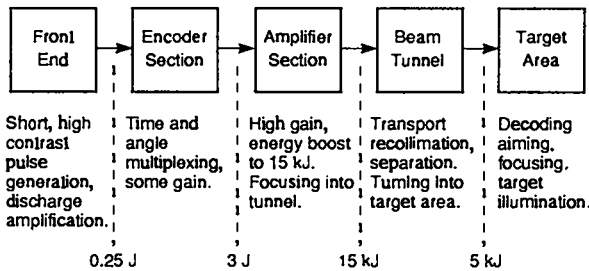 Front
End
Encoder
Section
Amplifier
Section
Beam
Tunnel
Target
Area
Short, high
contrast
pulse
generation,
discharge
amplification.
Time and
angle
multiplexing,
some gain.
High gain,
energy boost
to 15 kJ.
Focusing into
tunnel.
Transport
recollimation,
separation.
Turning into
target area.
Decoding
aiming,
focusing,
target
illumination.
0.25 J
3 J
15 kJ
5 kJ